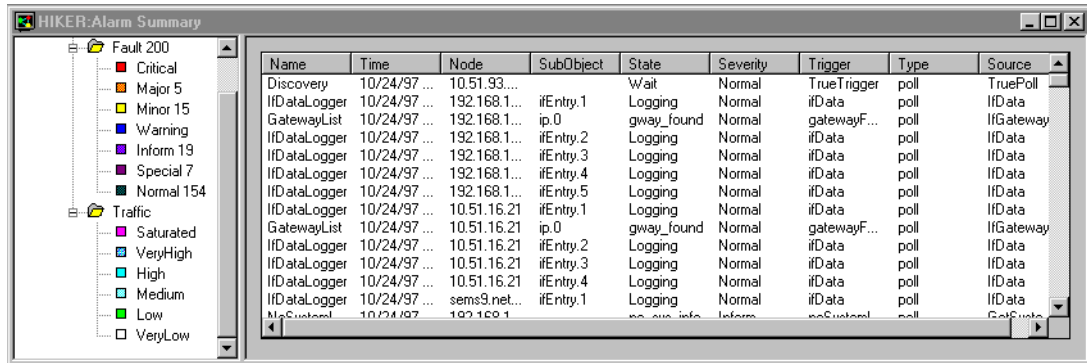 HIKER:Alarm Summary
Fault 200
Critical
Major 5
Minor 15
Warning
Inform 19
Special 7
Normal 154
Traffic
Saturated
VeryHigh
High
Medium
Low
VeryLow
Name Time Node SubObject State Severity Trigger Type Source
Discovery 10/24/97 ... 10.51.93.... Wait Normal TrueTrigger poll TruePoll
IfDataLogger 10/24/97 ... 192.168.1... ifEntry.1 Logging Normal ifData poll IfData
GatewayList 10/24/97 ... 192.168.1... ip.0 gway_found Normal gatewayF... poll IfGateway
IfDataLogger 10/24/97 ... 192.168.1... ifEntry.2 Logging Normal ifData poll IfData
IfDataLogger 10/24/97 ... 192.168.1... ifEntry.3 Logging Normal ifData poll IfData
IfDataLogger 10/24/97 ... 192.168.1... ifEntry.4 Logging Normal ifData poll IfData
IfDataLogger 10/24/97 ... 192.168.1... ifEntry.5 Logging Normal ifData poll IfData
IfDataLogger 10/24/97 ... 10.51.16.21 ifEntry.1 Logging Normal ifData poll IfData
GatewayList 10/24/97 ... 10.51.16.21 ip.0 gway_found Normal gatewayF... poll IfGateway
IfDataLogger 10/24/97 ... 10.51.16.21 ifEntry.2 Logging Normal ifData poll IfData
IfDataLogger 10/24/97 ... 10.51.16.21 ifEntry.3 Logging Normal ifData poll IfData
IfDataLogger 10/24/97 ... 10.51.16.21 ifEntry.4 Logging Normal ifData poll IfData
IfDataLogger 10/24/97 ... sems9.net... ifEntry.1 Logging Normal ifData poll IfData
10/24/97 ... 192.168.1... Inform poll